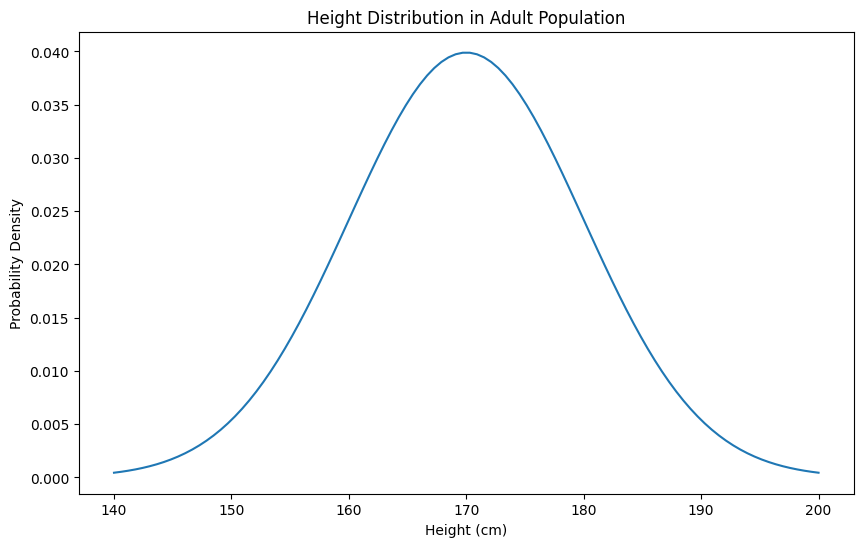 Height Distribution in Adult Population
0.040
0.035
0.030
0.025
0.020
0.015
0.010
0.005
0.000
Probability Density
140 150 160 170 180 190 200
Height (cm)